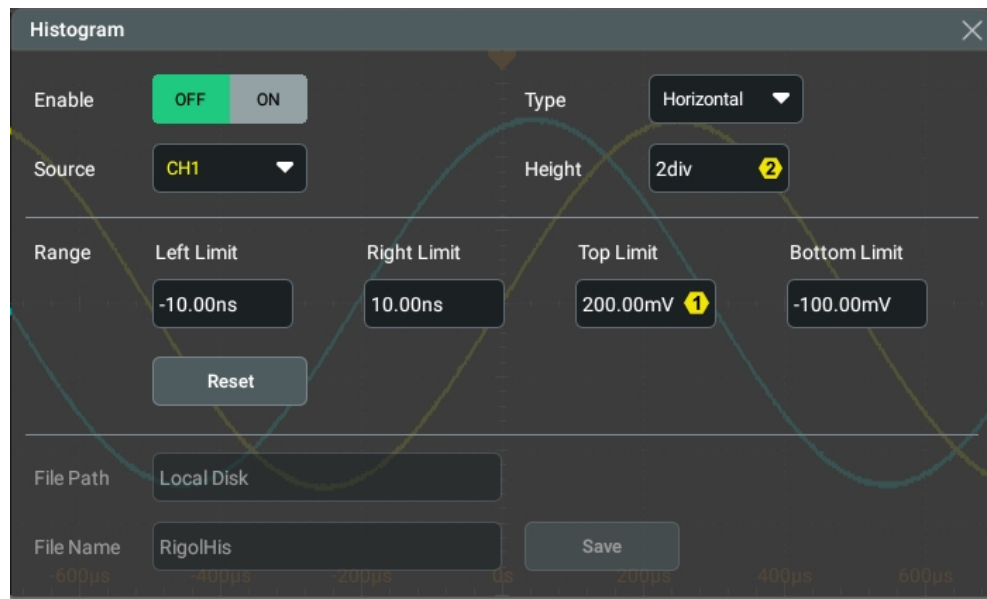 Histogram
Enable OFF ON Type Horizontal
Source CH1 Height 2div 2
Range Left Limit Right Limit Top Limit Bottom Limit
-10.00ns 10.00ns 200.00mV 1 -100.00mV
Reset
File Path Local Disk
File Name RigolHis Save
-600μs -400μs -200μs 0s 200μs 400μs 600μs